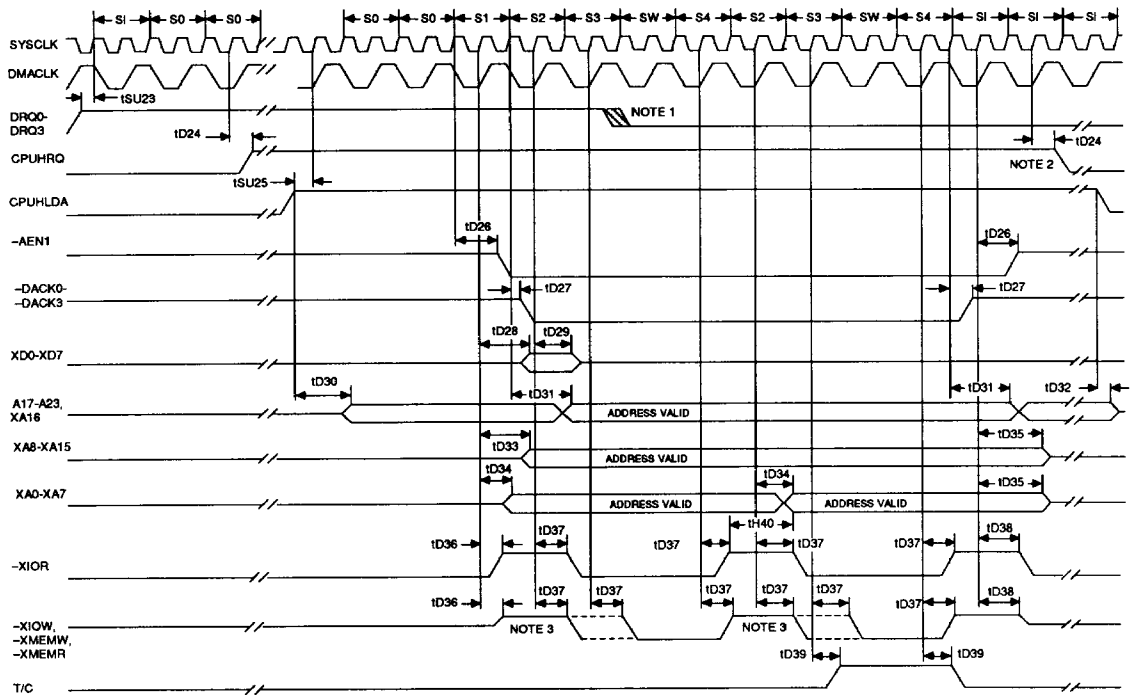 SI S0 S0 S0 S0 S1 S2 S3 SW S4 S2 S3 SW S4 SI SI SI
SYSCLK
DMACLK
tSU23
DRQ0-
DRQ3
NOTE 1
tD24 tD24
CPUHRQ
NOTE 2
tSU25
CPUHLDA
tD26 tD26
-AEN1
tD27 tD27
-DACK0-
-DACK3
tD28 tD29
XD0-XD7
tD30 tD31 tD31 tD32
A17-A23,
XA16
ADDRESS VALID
tD33 tD35
XA8-XA15
ADDRESS VALID
tD34 tD34 tD35
XA0-XA7
ADDRESS VALID ADDRESS VALID
tH40
tD36 tD37 tD37 tD37 tD37 tD38
-XIOR
tD36 tD37 tD37 tD37 tD37 tD37 tD37 tD38
-XIOW,
-XMEMW,
-XMEMR
NOTE 3 NOTE 3
tD39 tD39
T/C